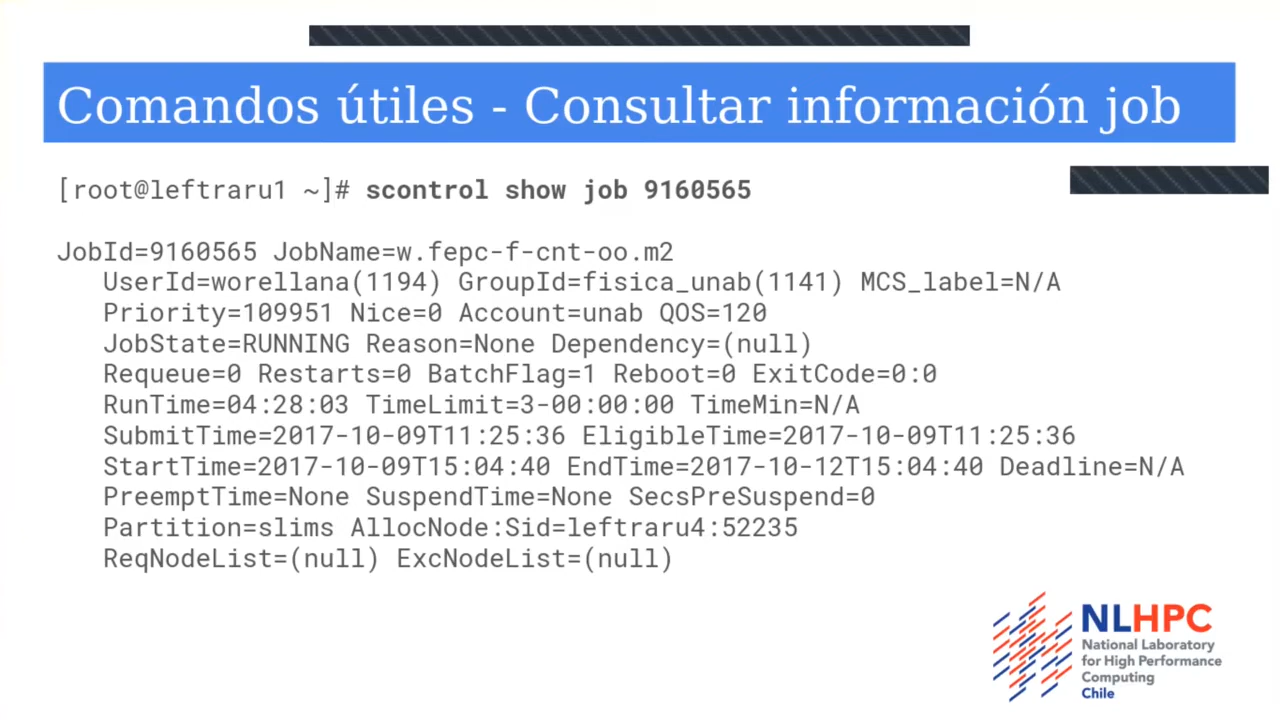 Comandos útiles - Consultar información job
[root@leftraru1 ~]# scontrol show job 9160565
JobId=9160565 JobName=w.fepc-f-cnt-oo.m2
UserId=worellana(1194) GroupId=fisica_unab(1141) MCS_label=N/A
Priority=109951 Nice=0 Account=unab QOS=120
JobState=RUNNING Reason=None Dependency=(null)
Requeue=0 Restarts=0 BatchFlag=1 Reboot=0 ExitCode=0:0
RunTime=04:28:03 TimeLimit=3-00:00:00 TimeMin=N/A
SubmitTime=2017-10-09T11:25:36 EligibleTime=2017-10-09T11:25:36
StartTime=2017-10-09T15:04:40 EndTime=2017-10-12T15:04:40 Deadline=N/A
PreemptTime=None SuspendTime=None SecsPreSuspend=0
Partition=slims AllocNode:Sid=leftraru4:52235
ReqNodeList=(null) ExcNodeList=(null)
NLHPC
National Laboratory
for High Performance
Computing
Chile